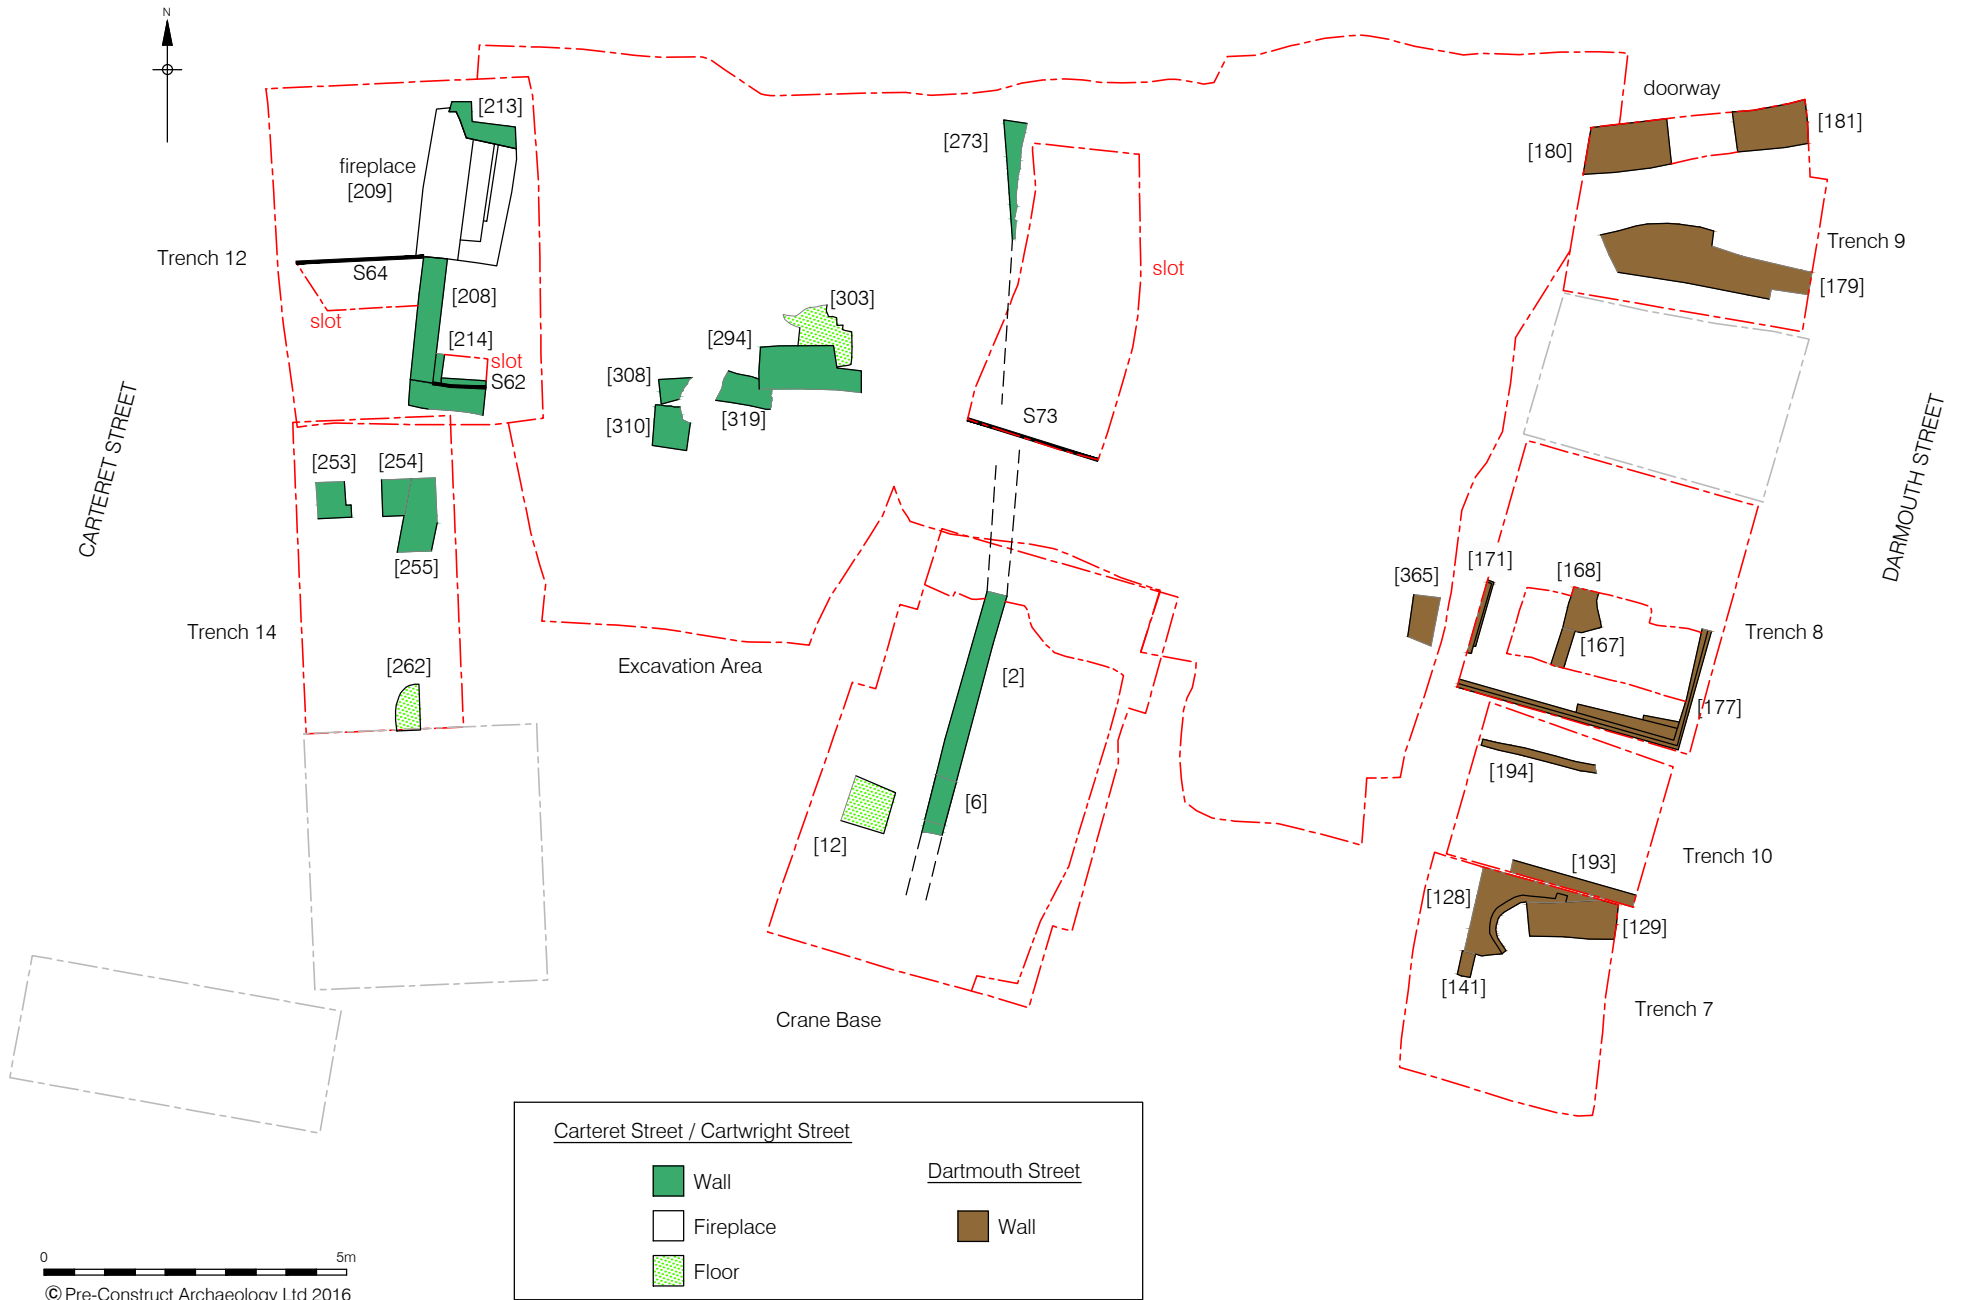 N
doorway
[213]
[181]
[273]
[180]
fireplace
[209]
Trench 9
Trench 12
slot
S64
[179]
[208]
[303]
slot
[214]
[294]
slot
S62
[308]
[319]
[310]
S73
CARTERET STREET
DARMOUTH STREET
[253]
[254]
[255]
[171]
[365]
[168]
Trench 14
Trench 8
[167]
[262]
Excavation Area
[2]
[177]
[194]
[6]
[12]
[193]
Trench 10
[128]
[129]
[141]
Trench 7
Crane Base
Carteret Street / Cartwright Street
Dartmouth Street
Wall
Fireplace
Wall
Floor
0
5m
© Pre-Construct Archaeology Ltd 2016